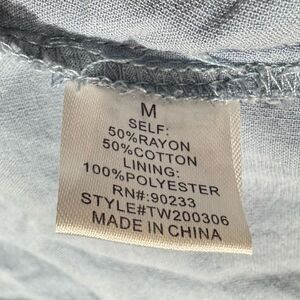 M
SELF:
50%RAYON
50%COTTON
LINING:
100%POLYESTER
RN#:90233
STYLE#TW200306
MADE IN CHINA